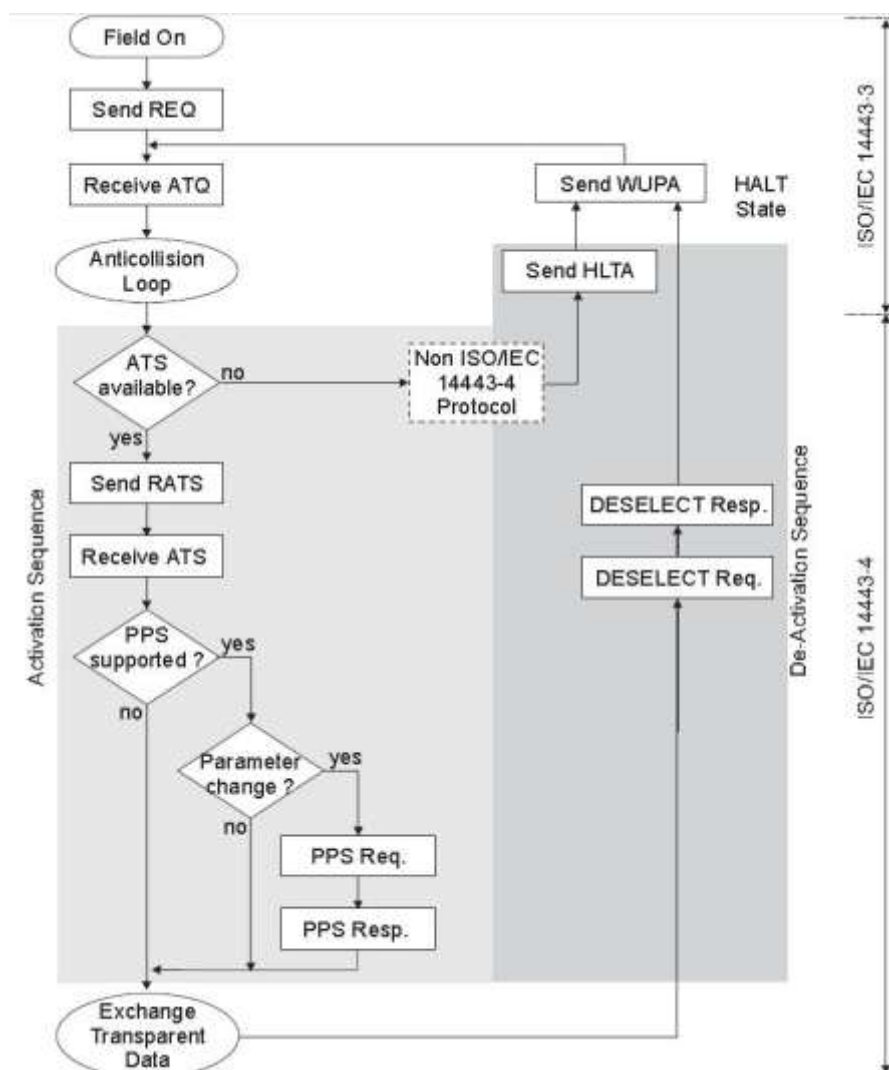 Field On
Send REQ
Receive ATQ
Send WUPA
HALT
State
ISO/IEC 14443-3
Anticollision
Loop
Send HLTA
ATS
available?
no
yes
Non ISO/IEC
14443-4
Protocol
Send RATS
Receive ATS
DESELECT Resp.
DESELECT Req.
Activation Sequence
De-Activation Sequence
ISO/IEC 14443-4
PPS
supported ?
yes
no
Parameter
change ?
yes
no
PPS Req.
PPS Resp.
Exchange
Transparent
Data